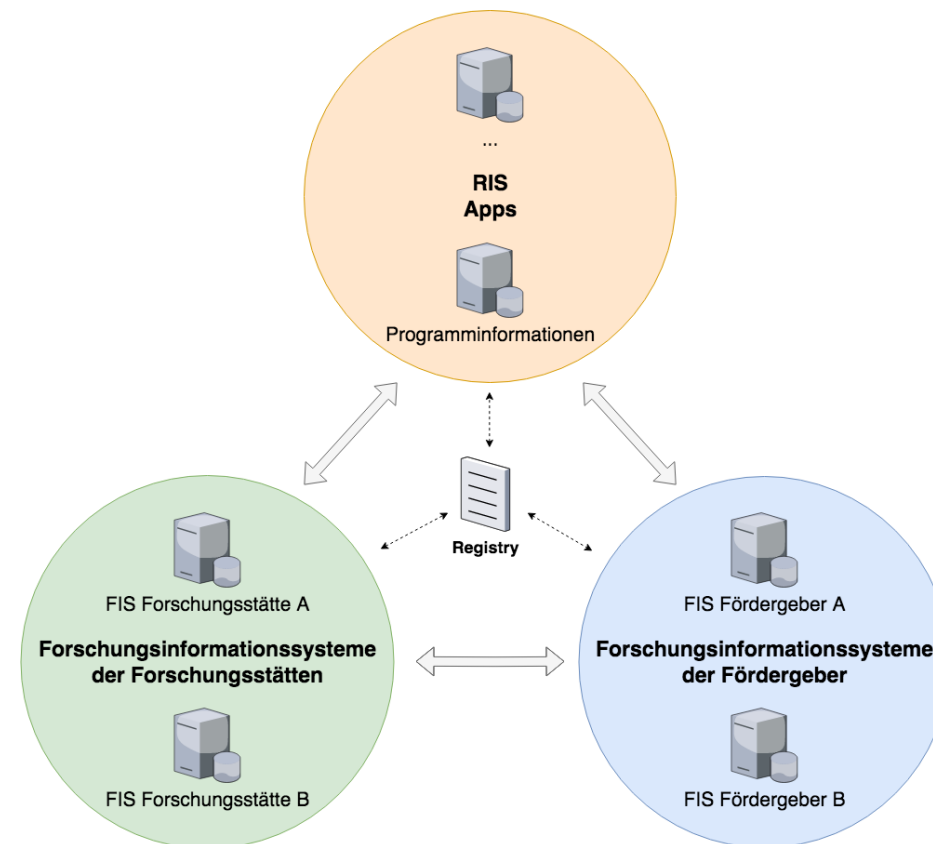 ...
RIS
Apps
Programminformationen
Registry
FIS Forschungsstätte A
Forschungsinformationssysteme
der Forschungsstätten
FIS Forschungsstätte B
FIS Fördergeber A
Forschungsinformationssysteme
der Fördergeber
FIS Fördergeber B